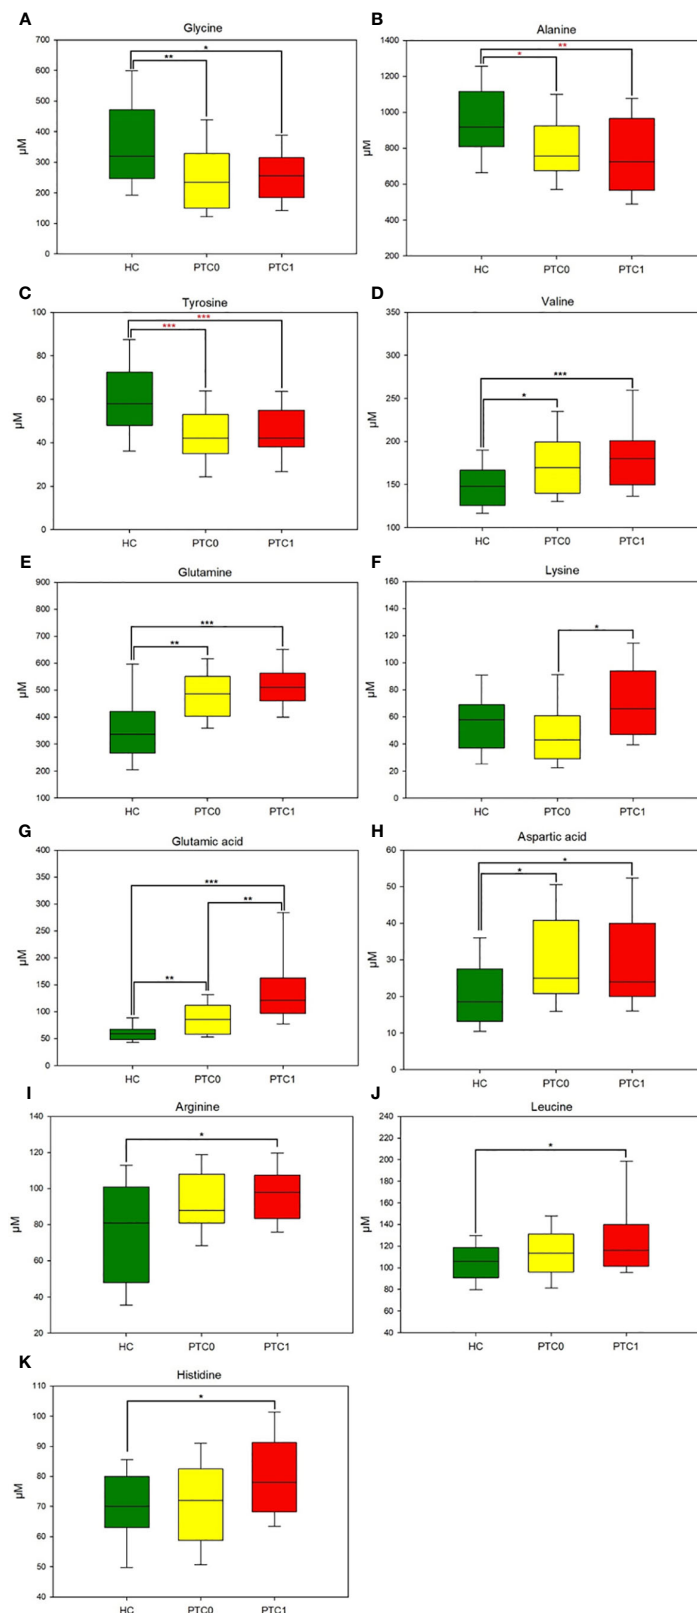 A
Glycine
700
600
500
400
300
200
100
0
µM
*
**
HC PTC0 PTC1
B
Alanine
1400
1200
1000
800
600
400
200
µM
**
*
HC PTC0 PTC1
C
Tyrosine
100
80
60
40
20
0
µM
***
***
HC PTC0 PTC1
D
Valine
350
300
250
200
150
100
µM
***
*
HC PTC0 PTC1
E
Glutamine
900
800
700
600
500
400
300
200
100
µM
***
**
HC PTC0 PTC1
F
Lysine
160
140
120
100
80
60
40
20
0
µM
*
HC PTC0 PTC1
G
Glutamic acid
400
350
300
250
200
150
100
50
0
µM
***
**
**
HC PTC0 PTC1
H
Aspartic acid
60
50
40
30
20
10
0
µM
*
*
HC PTC0 PTC1
I
Arginine
140
120
100
80
60
40
20
µM
*
HC PTC0 PTC1
J
Leucine
240
220
200
180
160
140
120
100
80
60
40
µM
*
HC PTC0 PTC1
K
Histidine
110
100
90
80
70
60
50
40
µM
*
HC PTC0 PTC1